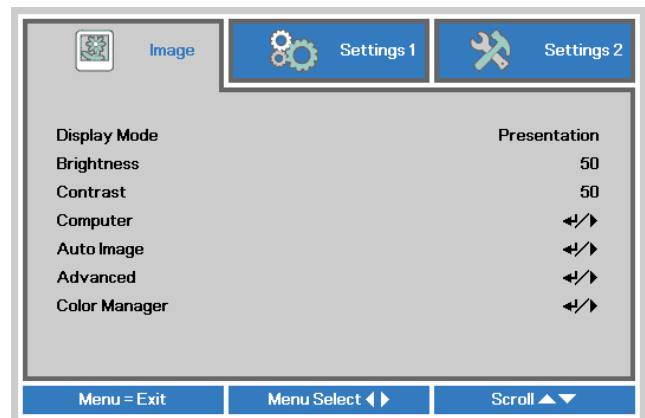 Image Settings 1 Settings 2
Display Mode Presentation
Brightness 50
Contrast 50
Computer ↵/▶
Auto Image ↵/▶
Advanced ↵/▶
Color Manager ↵/▶
Menu = Exit Menu Select ◀▶ Scroll ▲▼